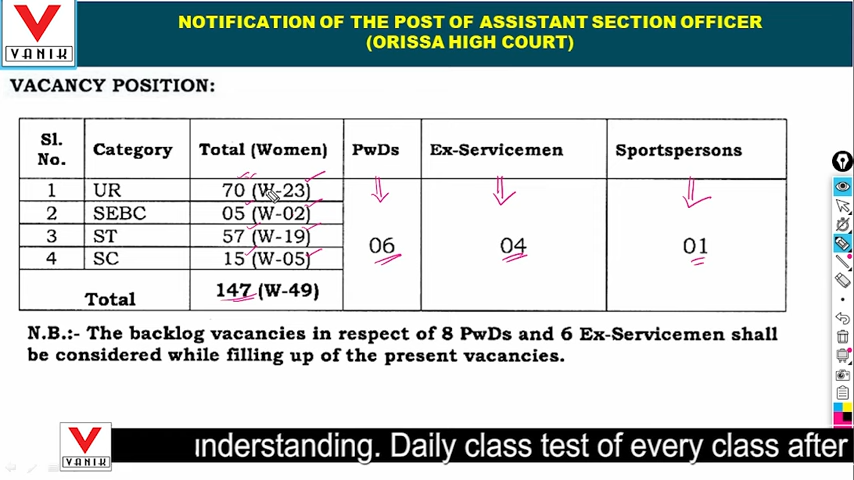 NOTIFICATION OF THE POST OF ASSISTANT SECTION OFFICER
(ORISSA HIGH COURT)
VANIK
VACANCY POSITION:
Sl. No. Category Total (Women) PwDs Ex-Servicemen Sportspersons
1 UR 70 (W-23)
2 SEBC 05 (W-02)
3 ST 57 (W-19) 06 04 01
4 SC 15 (W-05)
Total 147 (W-49)
N.B.:- The backlog vacancies in respect of 8 PwDs and 6 Ex-Servicemen shall
be considered while filling up of the present vacancies.
VANIK
understanding. Daily class test of every class after